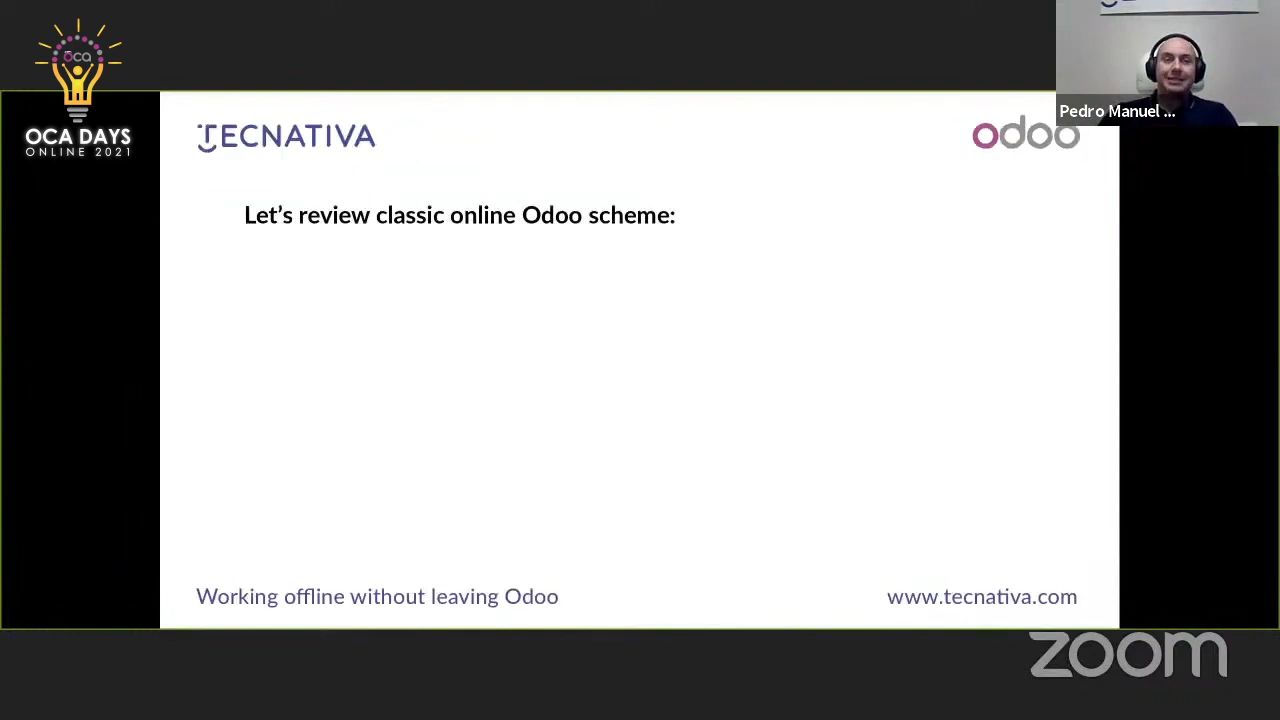 oca
OCA DAYS
ONLINE 2021
Pedro Manuel ...
TECNATIVA
odoo
Let's review classic online Odoo scheme:
Working offline without leaving Odoo
www.tecnativa.com
zoom